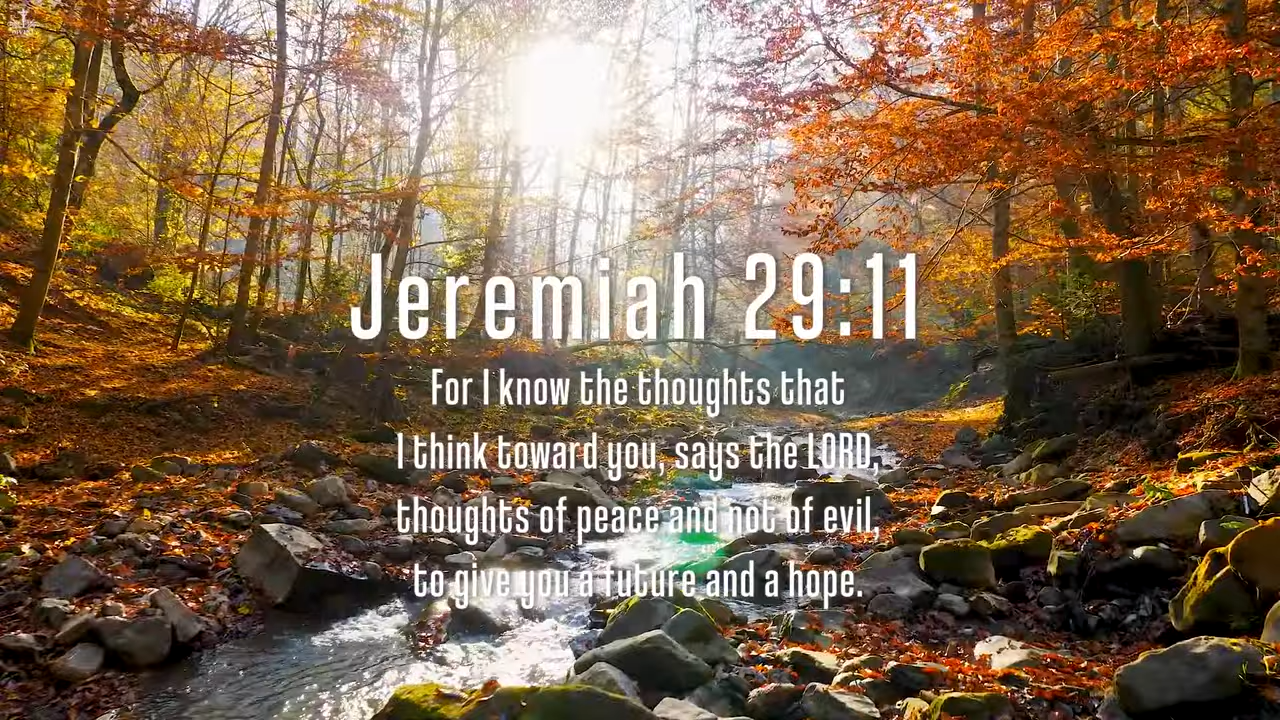 Jeremiah 29:11
For I know the thoughts that
I think toward you, says the LORD,
thoughts of peace and not of evil,
to give you a future and a hope.